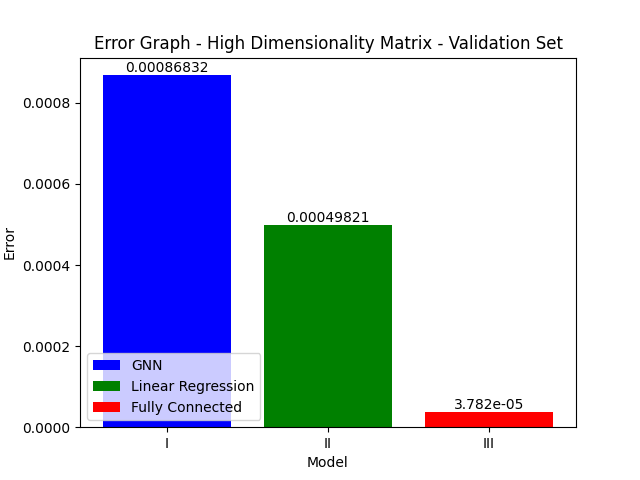 Error Graph - High Dimensionality Matrix - Validation Set
0.00086832
0.00049821
3.782e-05
0.0008
0.0006
0.0004
0.0002
0.0000
Error
GNN
Linear Regression
Fully Connected
I
II
III
Model